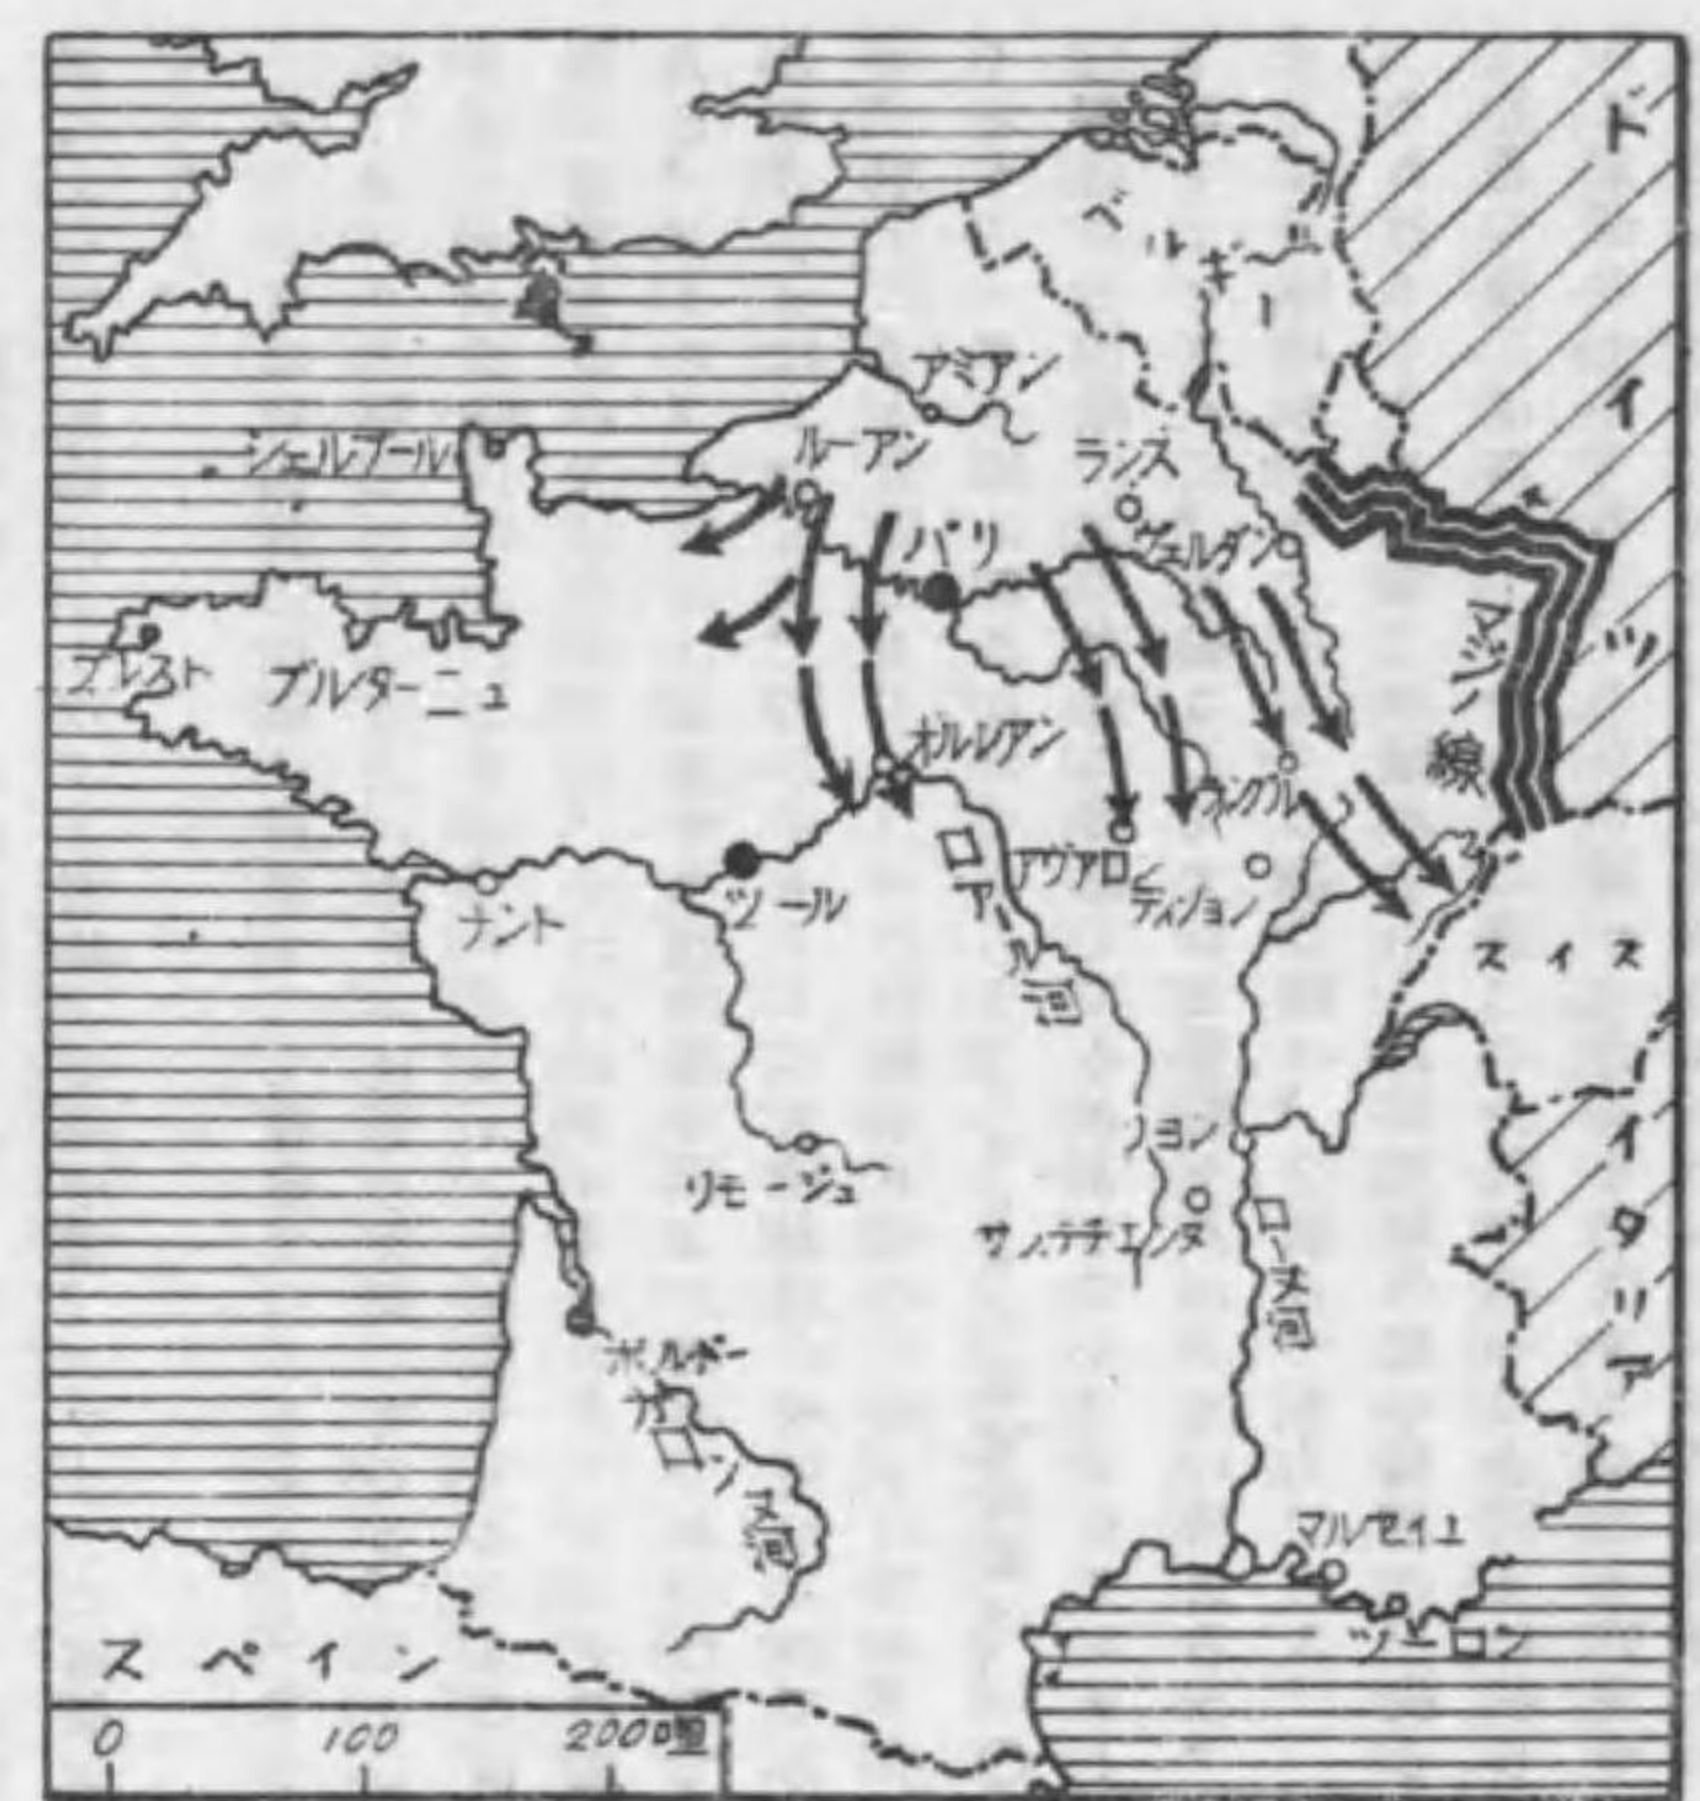 ドイツ
ベルギー
アミアン
シェルブール
ルーアン
ランス
パリ
ヴェルダン
マジノ線
ブレスト
ブルターニュ
オルレアン
ラングル
ロアール河
アヴァロン
ディジョン
ツール
ナント
スイス
イタリア
リヨン
リモージュ
サンテチエンヌ
ローヌ河
ボルドー
ガロンヌ河
マルセイユ
ツーロン
スペイン
0 100 200哩